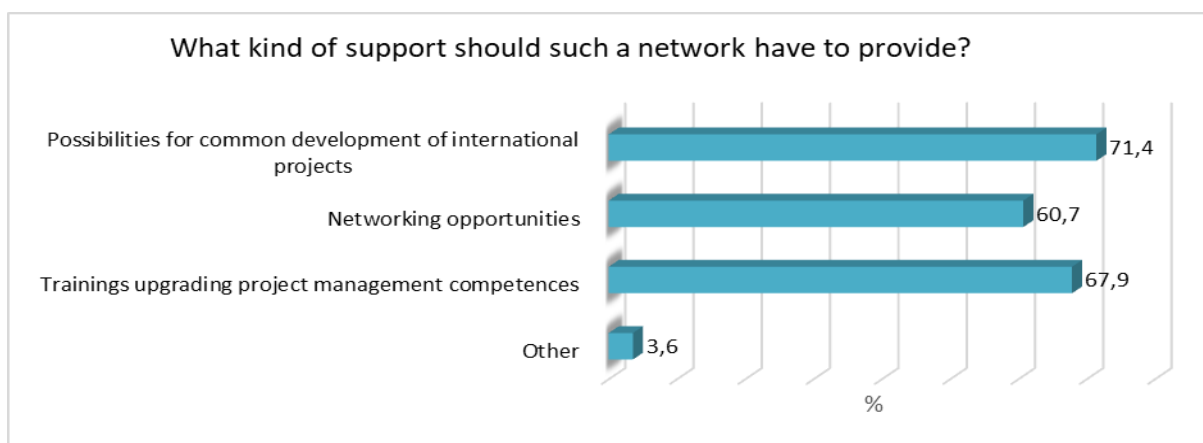 What kind of support should such a network have to provide?
Possibilities for common development of international
projects
71,4
Networking opportunities
60,7
Trainings upgrading project management competences
67,9
Other
3,6
%